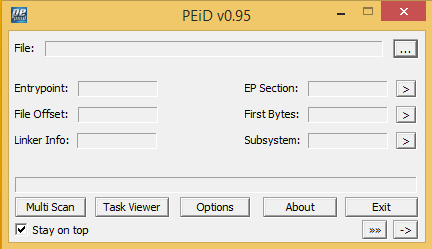 PEiD v0.95
File: ...
Entrypoint: EP Section: >
File Offset: First Bytes: >
Linker Info: Subsystem: >
Multi Scan Task Viewer Options About Exit
Stay on top »» ->